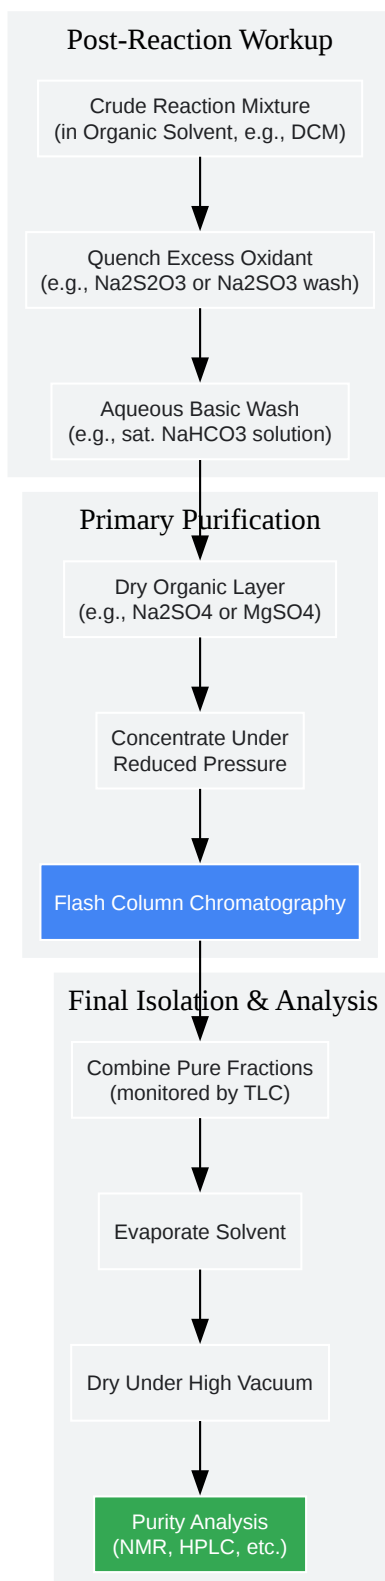 Post-Reaction Workup
Crude Reaction Mixture
(in Organic Solvent, e.g., DCM)
Quench Excess Oxidant
(e.g., Na2S2O3 or Na2SO3 wash)
Aqueous Basic Wash
(e.g., sat. NaHCO3 solution)
Primary Purification
Dry Organic Layer
(e.g., Na2SO4 or MgSO4)
Concentrate Under
Reduced Pressure
Flash Column Chromatography
Final Isolation & Analysis
Combine Pure Fractions
(monitored by TLC)
Evaporate Solvent
Dry Under High Vacuum
Purity Analysis
(NMR, HPLC, etc.)